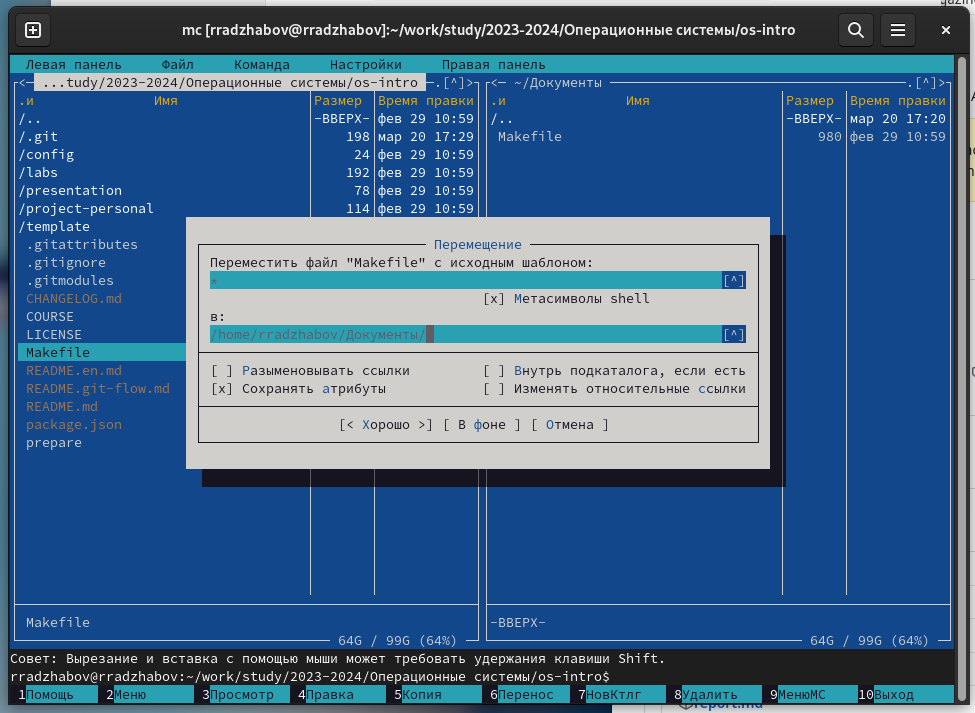 mc [rradzhabov@rradzhabov]:~/work/study/2023-2024/Операционные системы/os-intro
Левая панель Файл Команда Настройки Правая панель
<— ...tudy/2023-2024/Операционные системы/os-intro —.[^]>
.и Имя Размер Время правки
/.. -ВВЕРХ- фев 29 10:59
/.git 198 мар 20 17:29
/config 24 фев 29 10:59
/labs 192 фев 29 10:59
/presentation 78 фев 29 10:59
/project-personal 114 фев 29 10:59
/template
.gitattributes
.gitignore
.gitmodules
CHANGELOG.md
COURSE
LICENSE
Makefile
README.en.md
README.git-flow.md
README.md
package.json
prepare
Makefile
64G / 99G (64%)
<— ~/Документы —.[^]>
.и Имя Размер Время правки
/.. -ВВЕРХ- мар 20 17:20
Makefile 980 фев 29 10:59
-ВВЕРХ-
64G / 99G (64%)
Перемещение
Переместить файл "Makefile" с исходным шаблоном:
* [^]
[x] Метасимволы shell
в:
/home/rradzhabov/Документы/ [^]
[ ] Разыменовывать ссылки [ ] Внутрь подкаталога, если есть
[x] Сохранять атрибуты [ ] Изменять относительные ссылки
[< Хорошо >] [ В фоне ] [ Отмена ]
Совет: Вырезание и вставка с помощью мыши может требовать удержания клавиши Shift.
rradzhabov@rradzhabov:~/work/study/2023-2024/Операционные системы/os-intro$
1Помощь 2Меню 3Просмотр 4Правка 5Копия 6Перенос 7НовКтлг 8Удалить 9МенюМС 10Выход
report.md